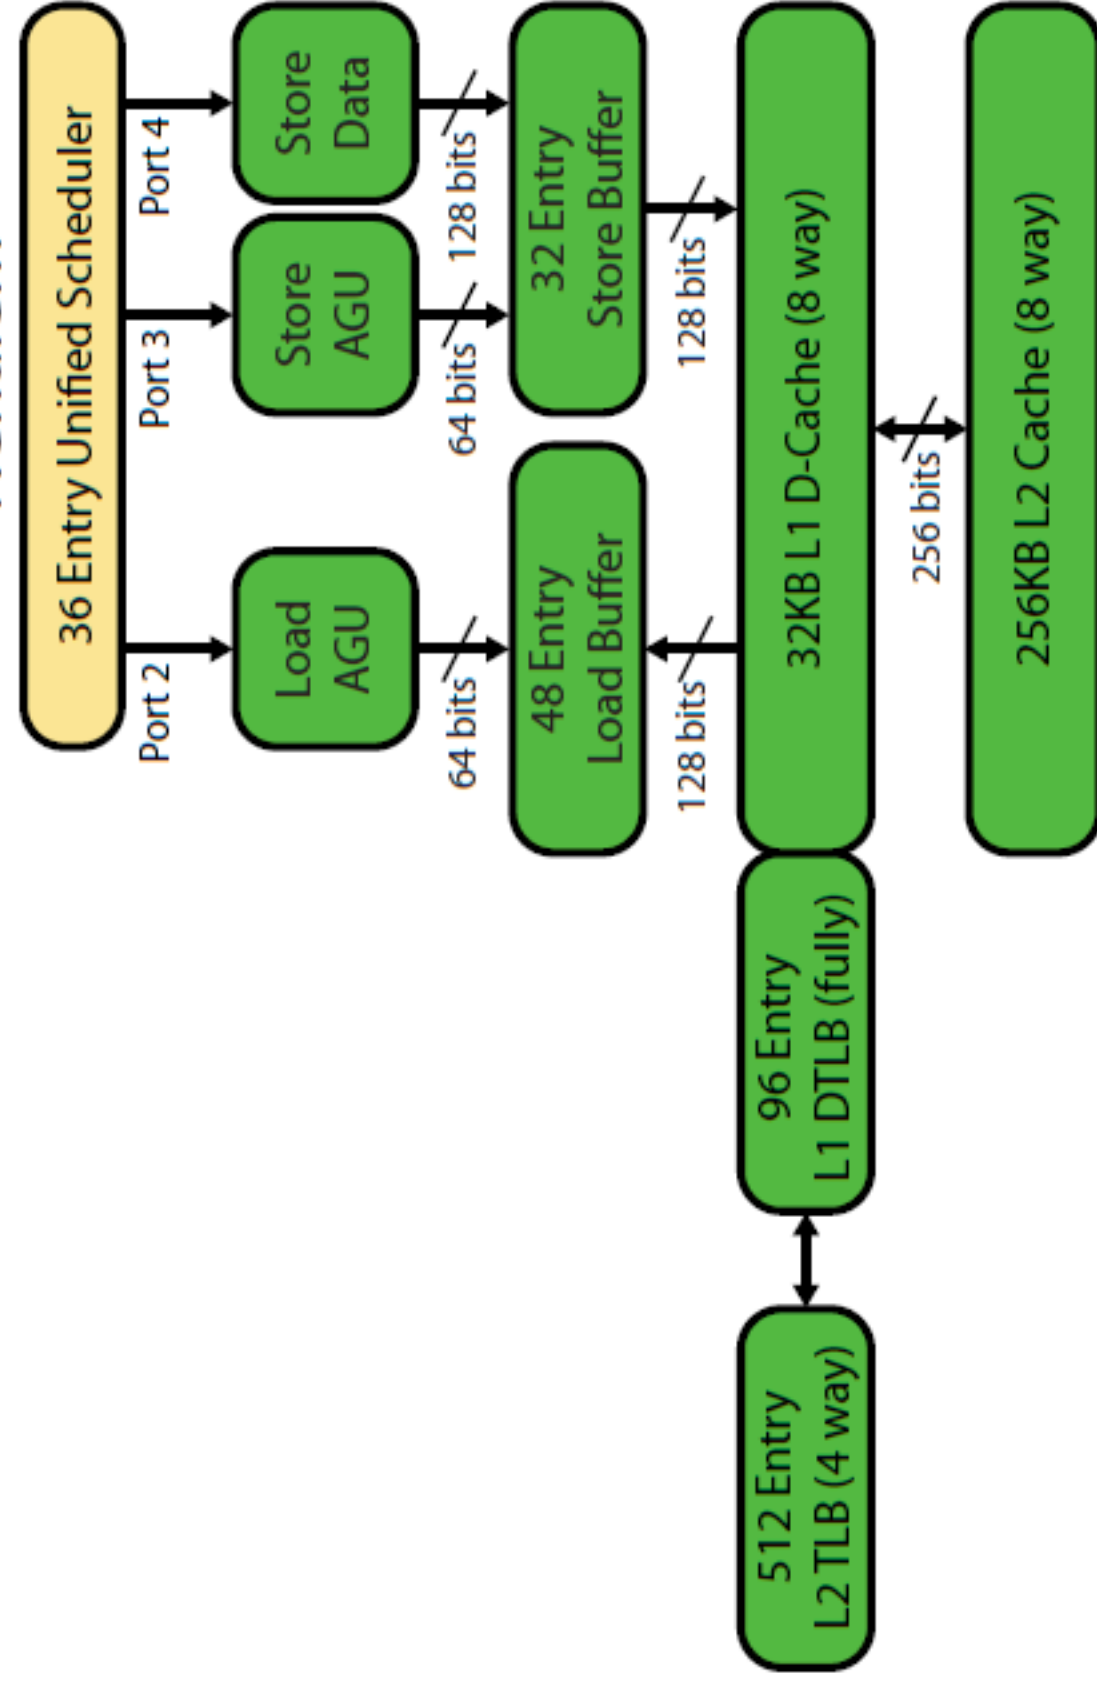 36 Entry Unified Scheduler
Port 2
Port 3
Port 4
Load
AGU
Store
AGU
Store
Data
64 bits
64 bits
128 bits
48 Entry
Load Buffer
32 Entry
Store Buffer
128 bits
128 bits
512 Entry
L2 TLB (4 way)
96 Entry
L1 DTLB (fully)
32KB L1 D-Cache (8 way)
256 bits
256KB L2 Cache (8 way)